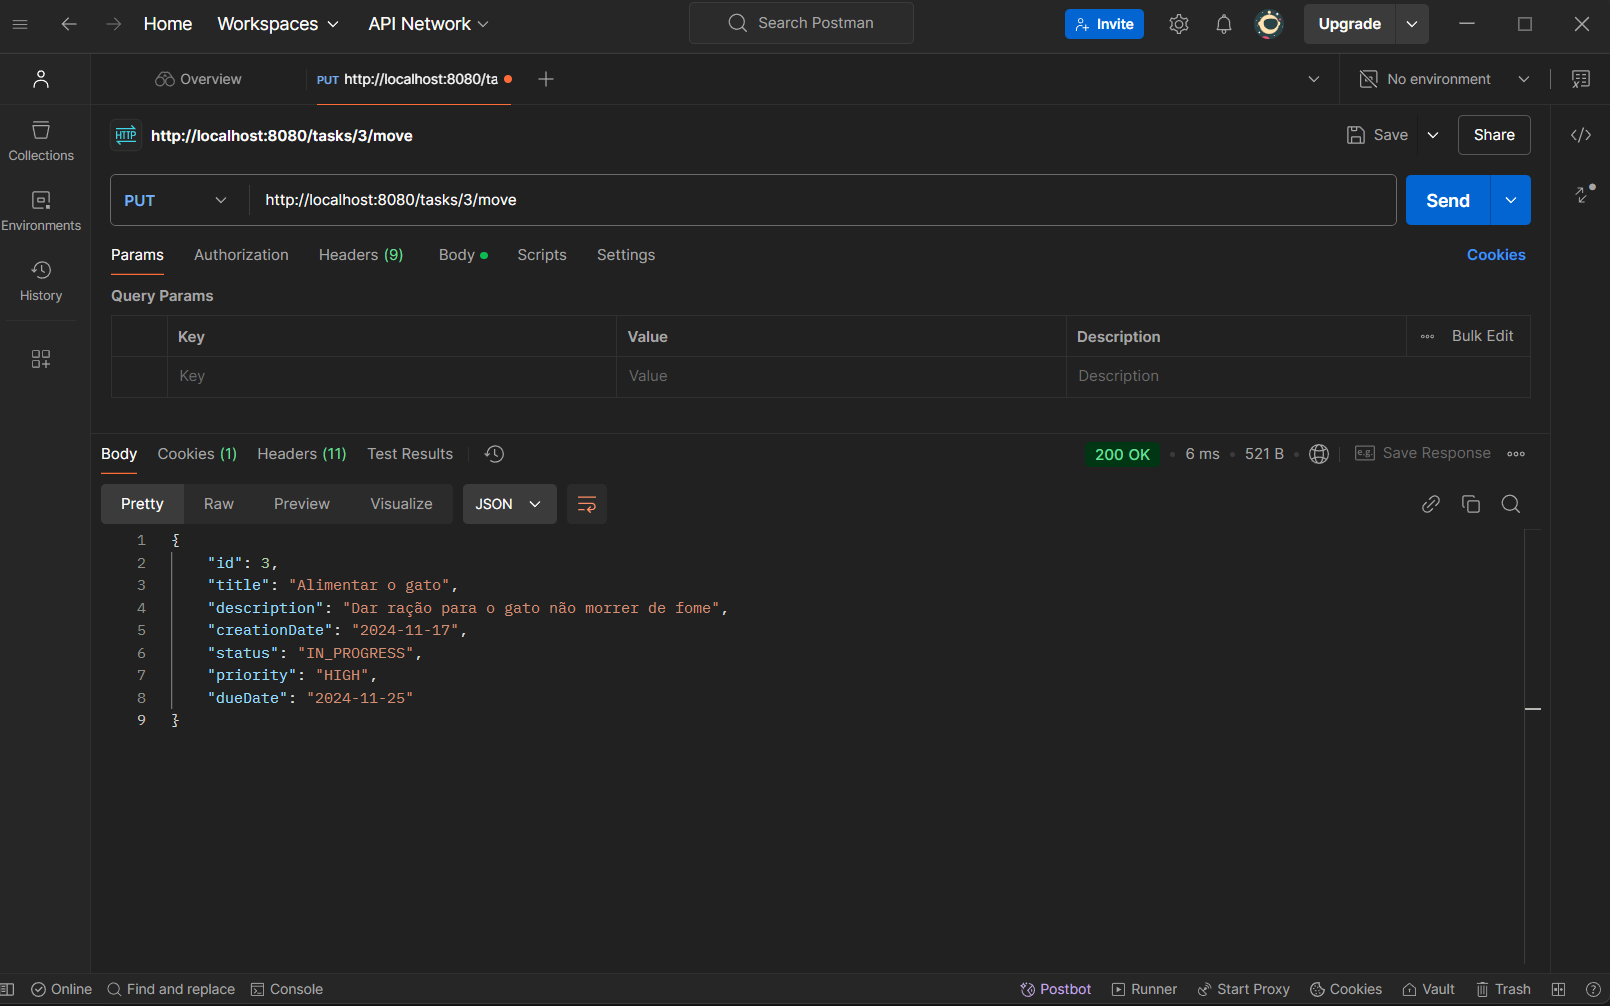 Home Workspaces API Network Search Postman Invite Upgrade
Overview PUT http://localhost:8080/ta No environment
HTTP http://localhost:8080/tasks/3/move Save Share
Collections
Environments
History
PUT http://localhost:8080/tasks/3/move Send
Params Authorization Headers (9) Body Scripts Settings Cookies
Query Params
Key Value Description Bulk Edit
Key Value Description
Body Cookies (1) Headers (11) Test Results 200 OK 6 ms 521 B e.g. Save Response
Pretty Raw Preview Visualize JSON
1 {
2 "id": 3,
3 "title": "Alimentar o gato",
4 "description": "Dar ração para o gato não morrer de fome",
5 "creationDate": "2024-11-17",
6 "status": "IN_PROGRESS",
7 "priority": "HIGH",
8 "dueDate": "2024-11-25"
9 }
Online Find and replace Console Postbot Runner Start Proxy Cookies Vault Trash